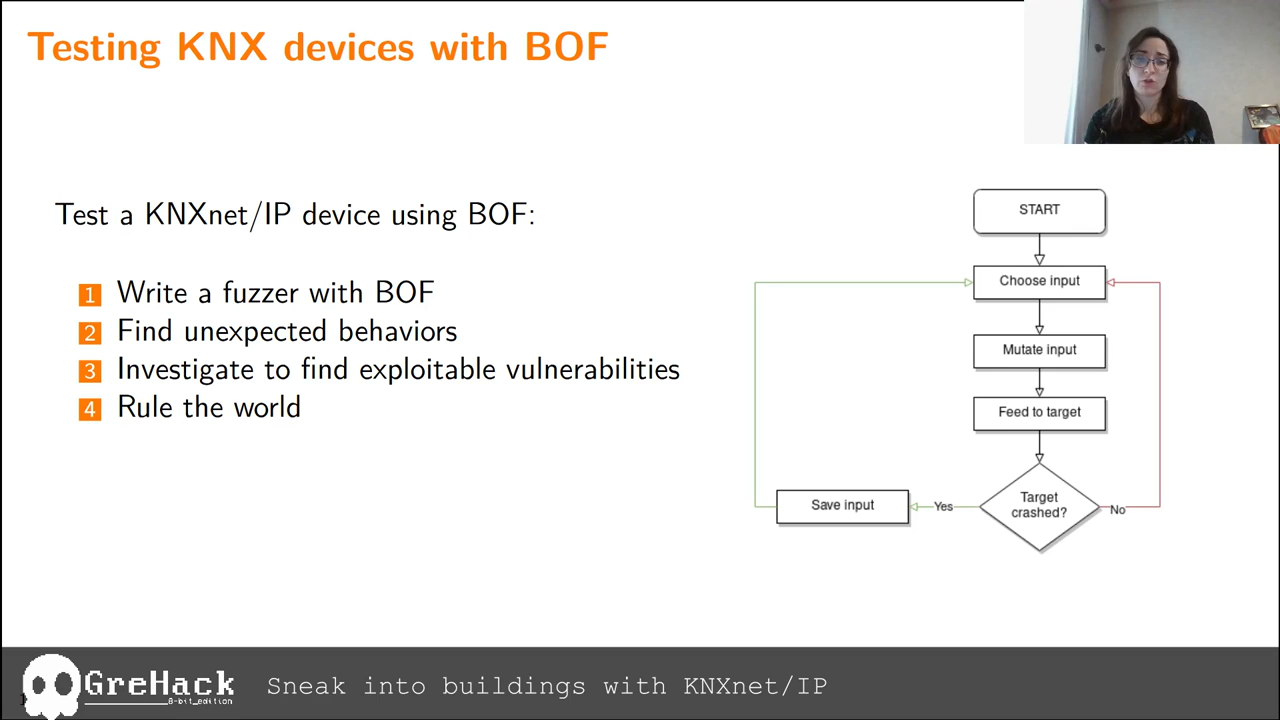 Testing KNX devices with BOF
Test a KNXnet/IP device using BOF:
1 Write a fuzzer with BOF
2 Find unexpected behaviors
3 Investigate to find exploitable vulnerabilities
4 Rule the world
START
Choose input
Mutate input
Feed to target
Target
crashed?
Yes
No
Save input
GreHack
8-bit_edition
Sneak into buildings with KNXnet/IP